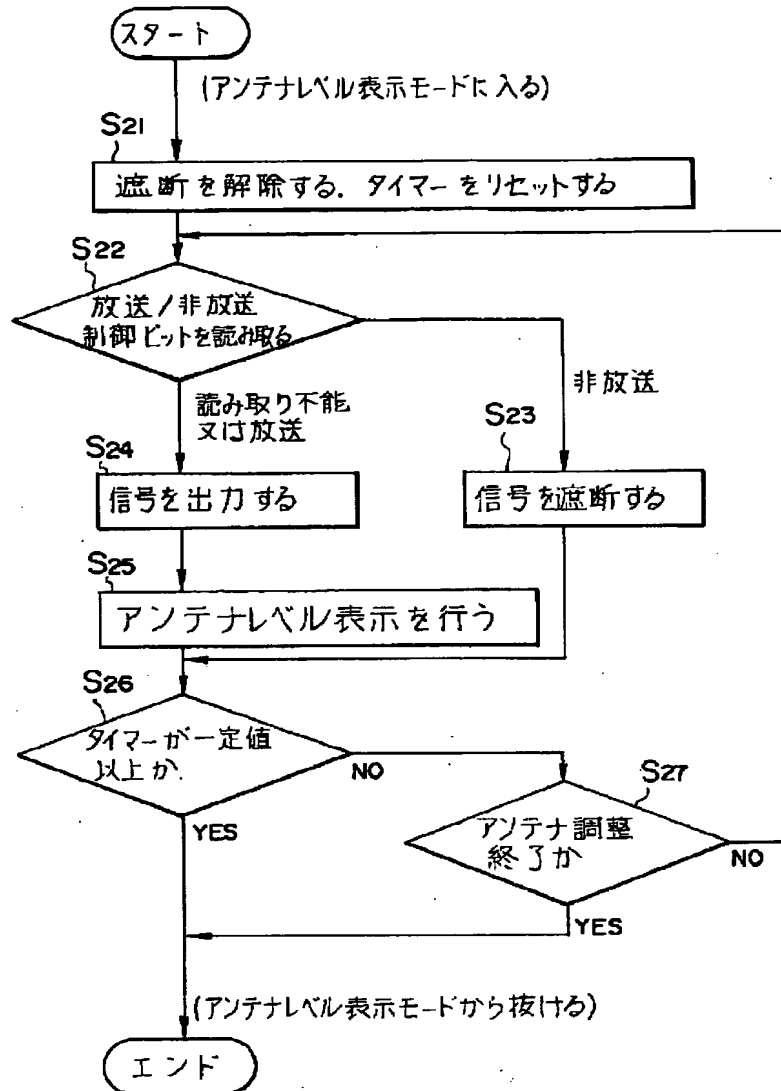 スタート
(アンテナレベル表示モードに入る)
S21
遮断を解除する. タイマーをリセットする
S22
放送/非放送
制御ビットを読み取る
非放送
読み取り不能
又は放送
S23
S24
信号を出力する
信号を遮断する
S25
アンテナレベル表示を行う
S26
タイマーが一定値
以上か.
NO
S27
YES
アンテナ調整
終了か
NO
YES
(アンテナレベル表示モードから抜ける)
エンド